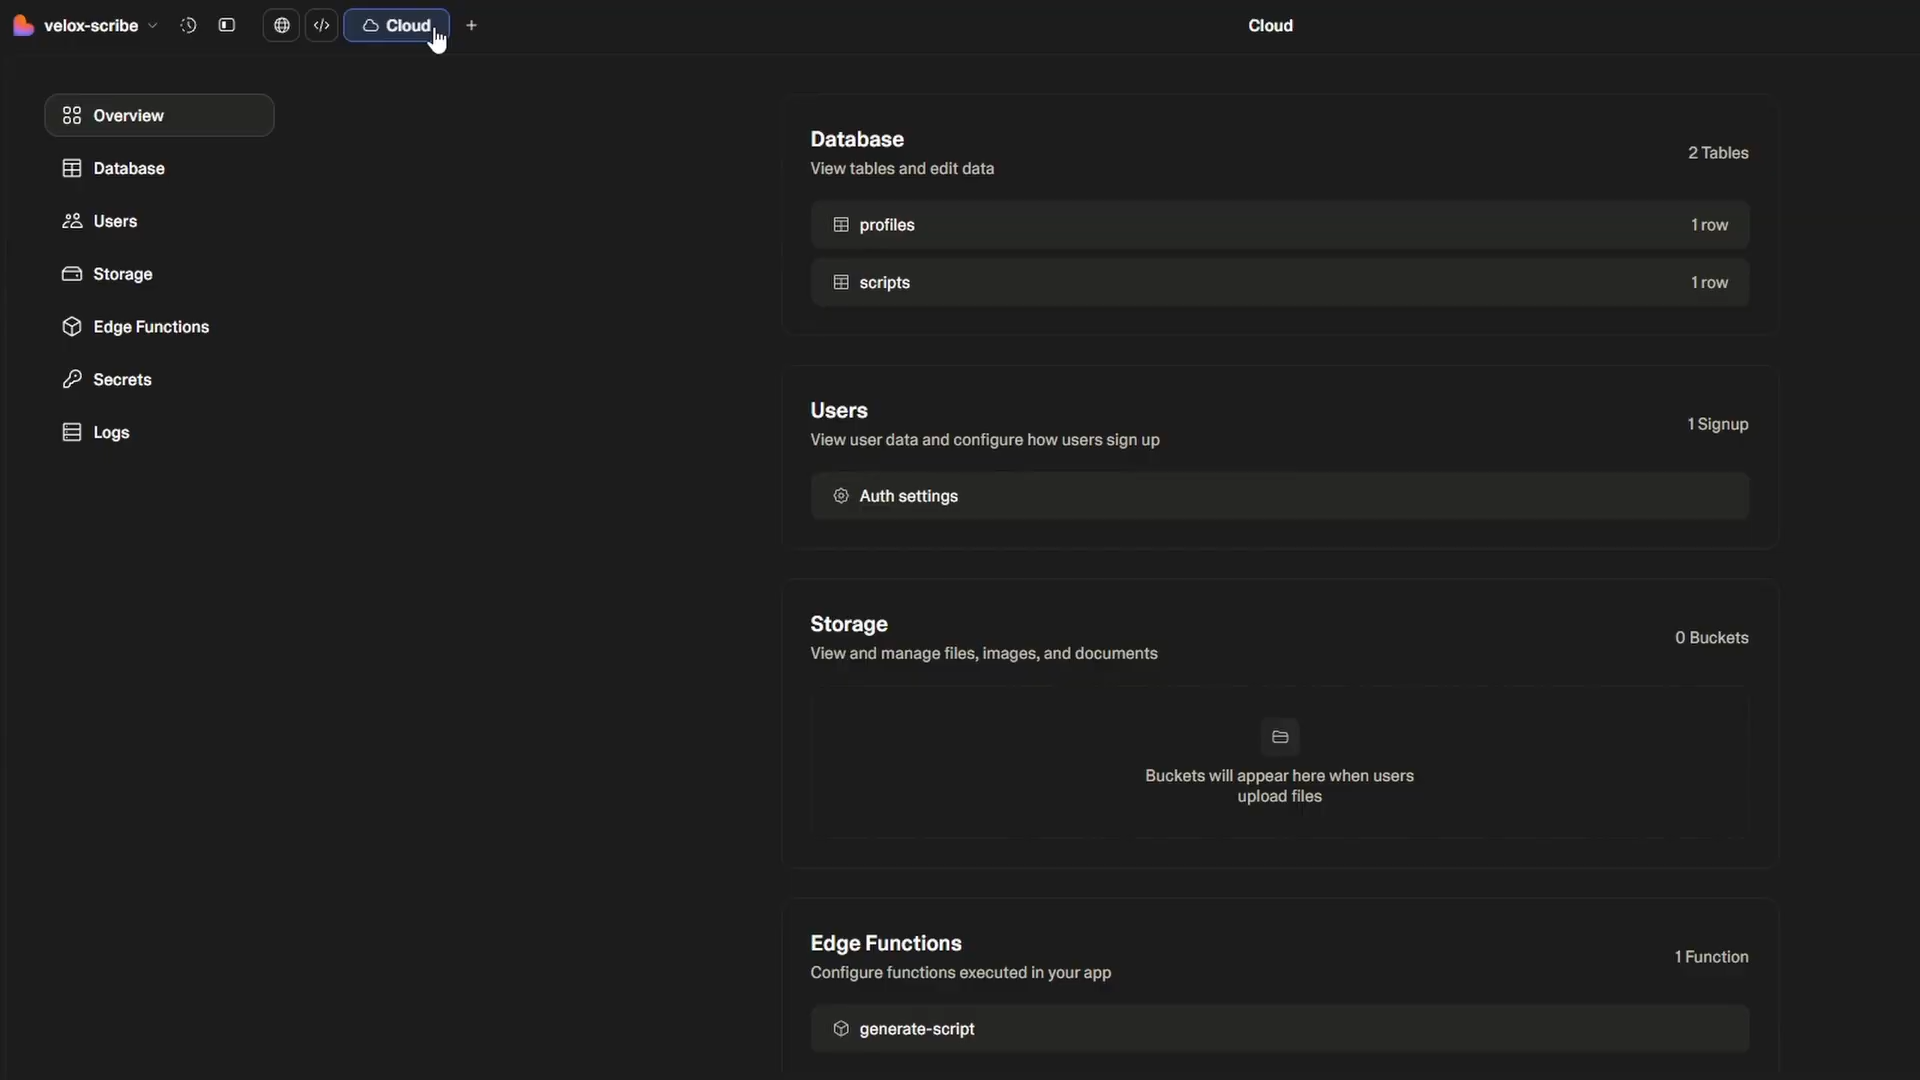 velox-scribe
Cloud
Cloud
Overview
Database
Users
Storage
Edge Functions
Secrets
Logs
Database
View tables and edit data
2 Tables
profiles
1 row
scripts
1 row
Users
View user data and configure how users sign up
1 Signup
Auth settings
Storage
View and manage files, images, and documents
0 Buckets
Buckets will appear here when users
upload files
Edge Functions
Configure functions executed in your app
1 Function
generate-script